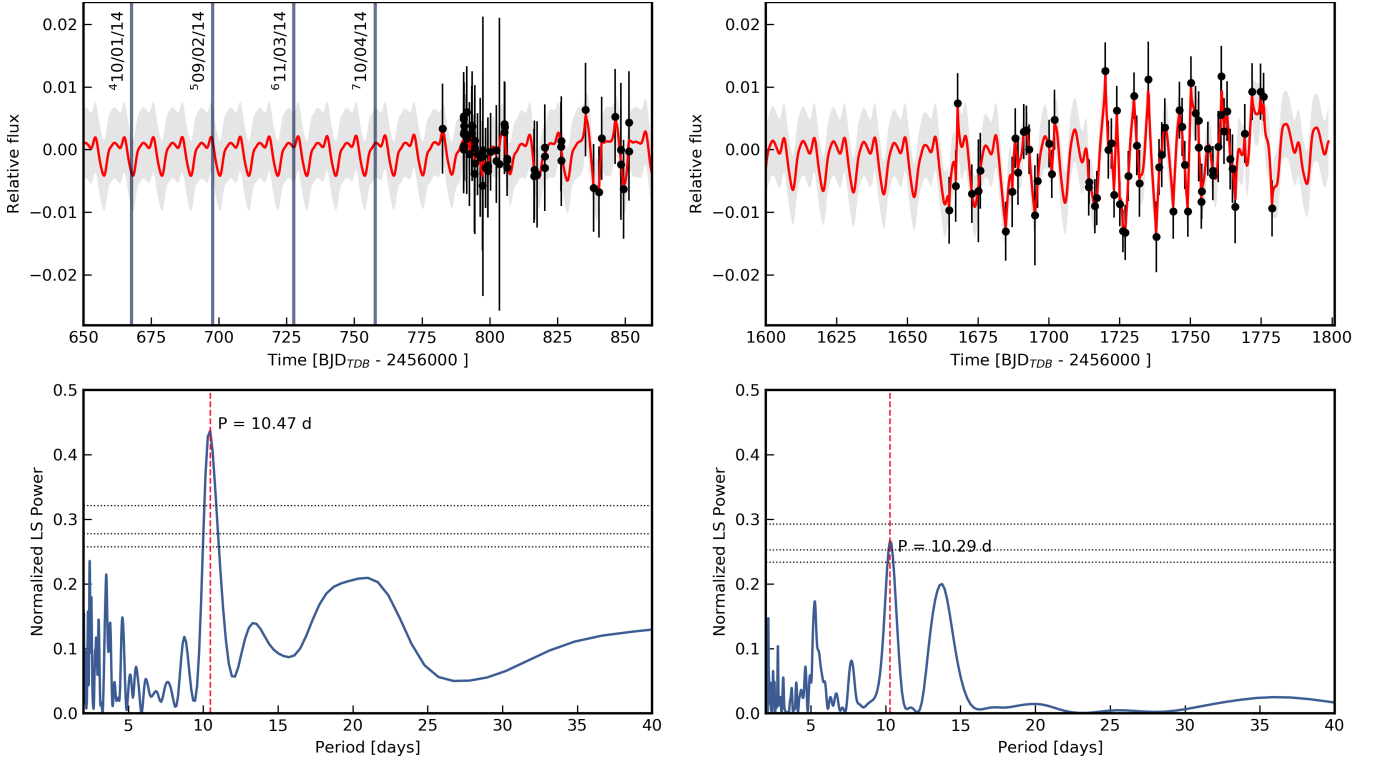 0.02
0.01
0.00
−0.01
−0.02
Relative flux
⁴10/01/14
⁵09/02/14
⁶11/03/14
⁷10/04/14
650 675 700 725 750 775 800 825 850
Time [BJD_TDB - 2456000 ]
0.02
0.01
0.00
−0.01
−0.02
Relative flux
1600 1625 1650 1675 1700 1725 1750 1775 1800
Time [BJD_TDB - 2456000 ]
0.5
0.4
0.3
0.2
0.1
0.0
Normalized LS Power
P = 10.47 d
5 10 15 20 25 30 35 40
Period [days]
0.5
0.4
0.3
0.2
0.1
0.0
Normalized LS Power
P = 10.29 d
5 10 15 20 25 30 35 40
Period [days]